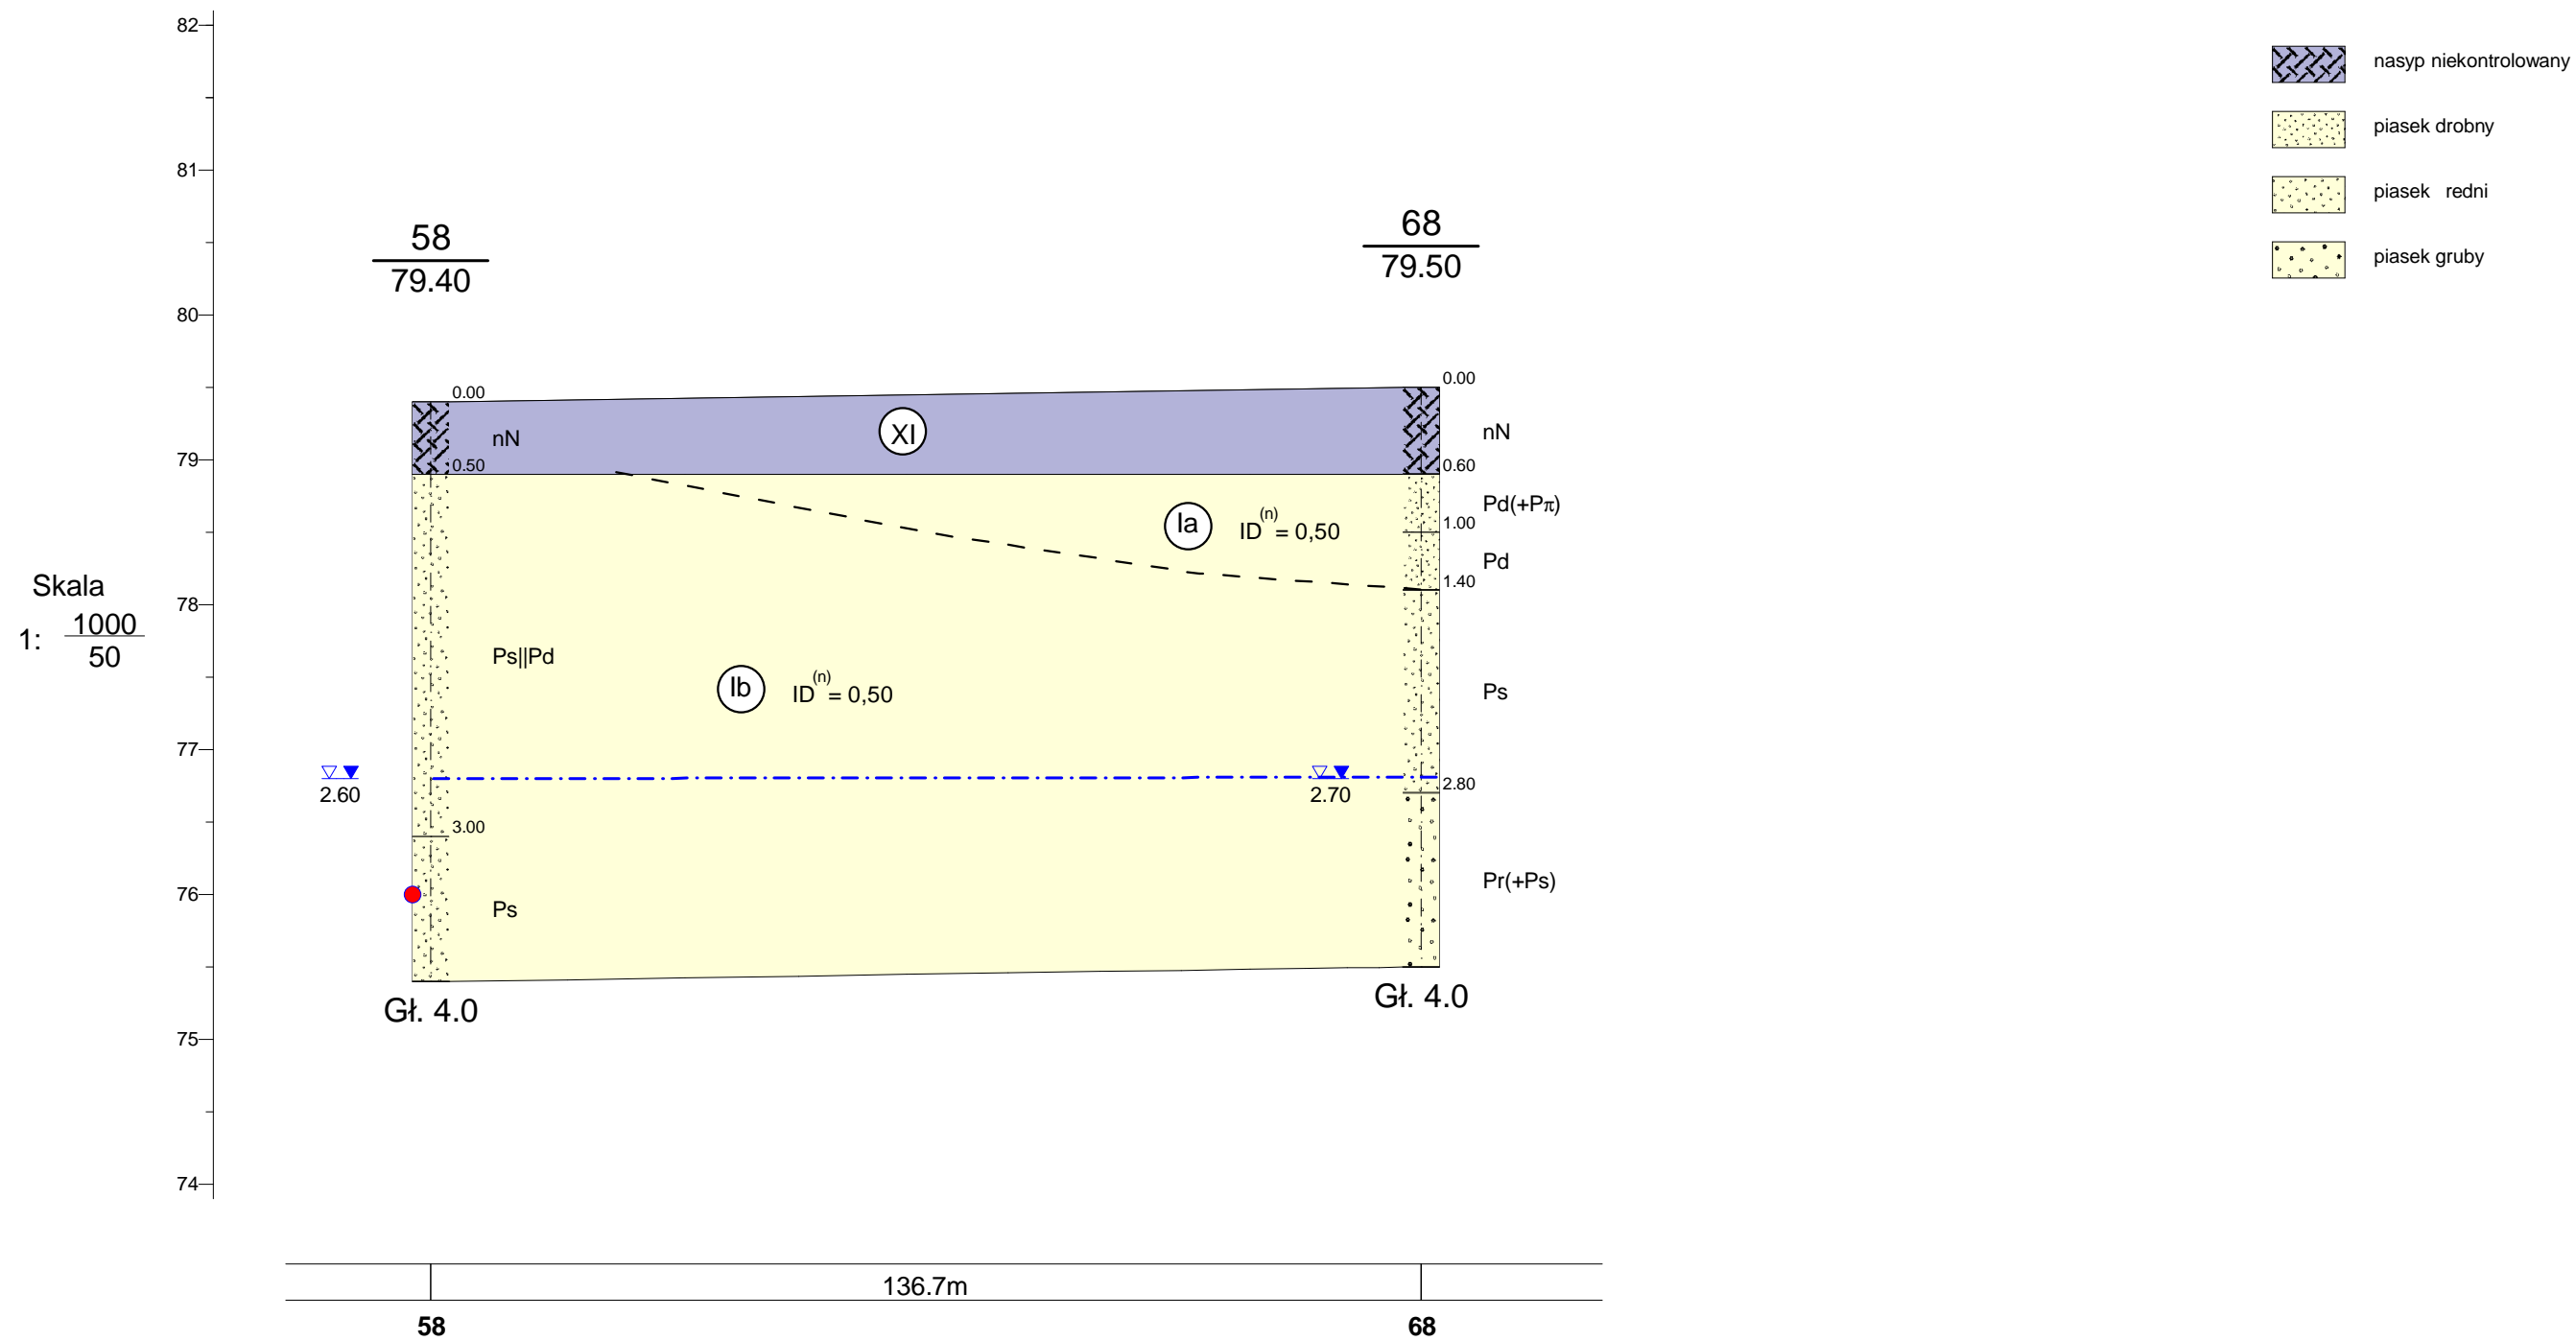 82
81
80
79
78
77
76
75
74
Skala
1: 1000
50
58
79.40
68
79.50
nasyp niekontrolowany
piasek drobny
piasek redni
piasek gruby
0.00
nN
0.50
XI
0.00
nN
0.60
Pd(+Pπ)
1.00
Pd
1.40
Ia
ID(n) = 0,50
Ps||Pd
Ib
ID(n) = 0,50
Ps
2.60
2.70
2.80
3.00
Ps
Pr(+Ps)
Gł. 4.0
Gł. 4.0
136.7m
58
68